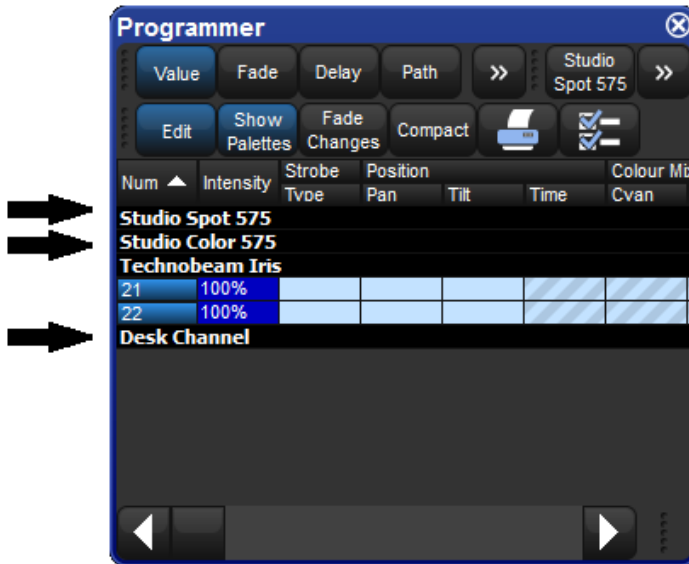 Programmer
Value Fade Delay Path » Studio Spot 575 »
Edit Show Palettes Fade Changes Compact
Num Intensity Strobe Position Colour Mi
Type Pan Tilt Time Cyan
Studio Spot 575
Studio Color 575
Technobeam Iris
21 100%
22 100%
Desk Channel